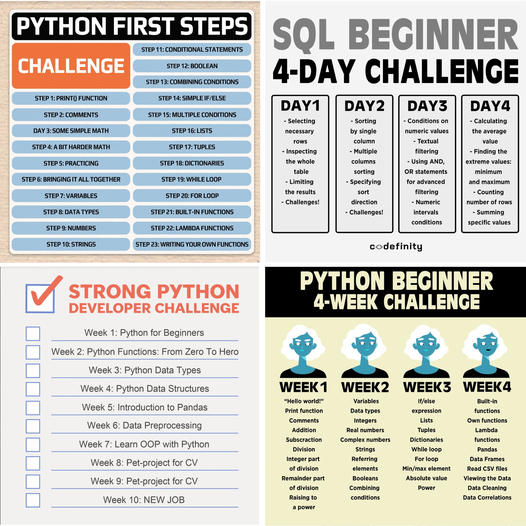 PYTHON FIRST STEPS
CHALLENGE
STEP 1: PRINT() FUNCTION
STEP 2: COMMENTS
DAY 3: SOME SIMPLE MATH
STEP 4: A BIT HARDER MATH
STEP 5: PRACTICING
STEP 6: BRINGING IT ALL TOGETHER
STEP 7: VARIABLES
STEP 8: DATA TYPES
STEP 9: NUMBERS
STEP 10: STRINGS
STEP 11: CONDITIONAL STATEMENTS
STEP 12: BOOLEAN
STEP 13: COMBINING CONDITIONS
STEP 14: SIMPLE IF/ELSE
STEP 15: MULTIPLE CONDITIONS
STEP 16: LISTS
STEP 17: TUPLES
STEP 18: DICTIONARIES
STEP 19: WHILE LOOP
STEP 20: FOR LOOP
STEP 21: BUILT-IN FUNCTIONS
STEP 22: LAMBDA FUNCTIONS
STEP 23: WRITING YOUR OWN FUNCTIONS
SQL BEGINNER
4-DAY CHALLENGE
DAY1
- Selecting
necessary
rows
- Inspecting
the whole
table
- Limiting
the results
- Challenges!
DAY2
- Sorting
by single
column
- Multiple
columns
sorting
- Specifying
sort
direction
- Challenges!
DAY3
- Conditions on
numeric values
- Textual
filtering
- Using AND,
OR statements
for advanced
filtering
- Numeric
intervals
conditions
DAY4
- Calculating
the average
value
- Finding the
extreme values:
minimum
and maximum
- Counting
number of rows
- Summing
specific values
codefinity
STRONG PYTHON
DEVELOPER CHALLENGE
Week 1: Python for Beginners
Week 2: Python Functions: From Zero To Hero
Week 3: Python Data Types
Week 4: Python Data Structures
Week 5: Introduction to Pandas
Week 6: Data Preprocessing
Week 7: Learn OOP with Python
Week 8: Pet-project for CV
Week 9: Pet-project for CV
Week 10: NEW JOB
PYTHON BEGINNER
4-WEEK CHALLENGE
WEEK1
"Hello world!"
Print function
Comments
Addition
Subscraction
Division
Integer part
of division
Remainder part
of division
Raising to
a power
WEEK2
Variables
Data types
Integers
Real numbers
Complex numbers
Strings
Referring
elements
Booleans
Combining
conditions
WEEK3
If/else
expression
Lists
Tuples
Dictionaries
While loop
For loop
Min/max element
Absolute value
Power
WEEK4
Built-in
functions
Own functions
Lambda
functions
Pandas
Data Frames
Read CSV files
Viewing the Data
Data Cleaning
Data Correlations